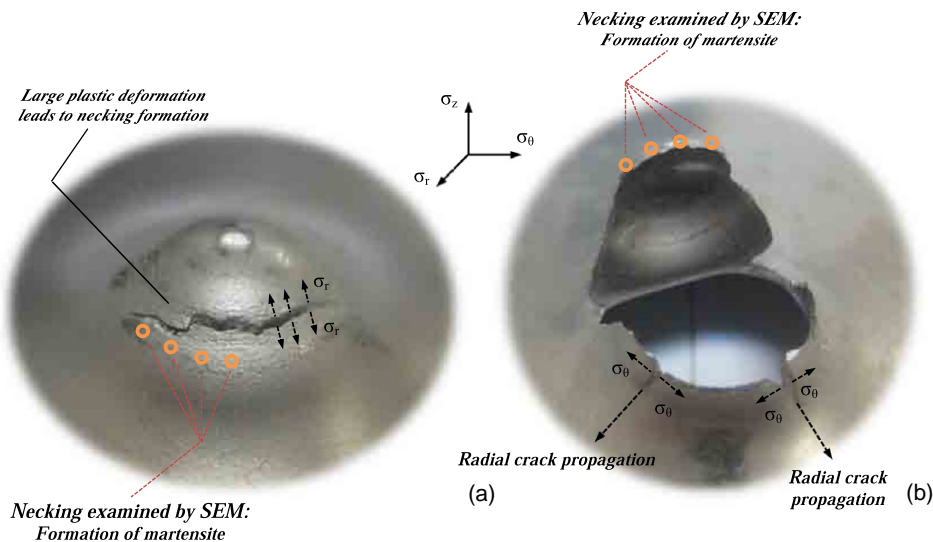 Large plastic deformation
leads to necking formation
σr
σr
Necking examined by SEM:
Formation of martensite
(a)
σz
σθ
σr
Necking examined by SEM:
Formation of martensite
σθ
σθ
σθ
σθ
Radial crack propagation
Radial crack
propagation
(b)